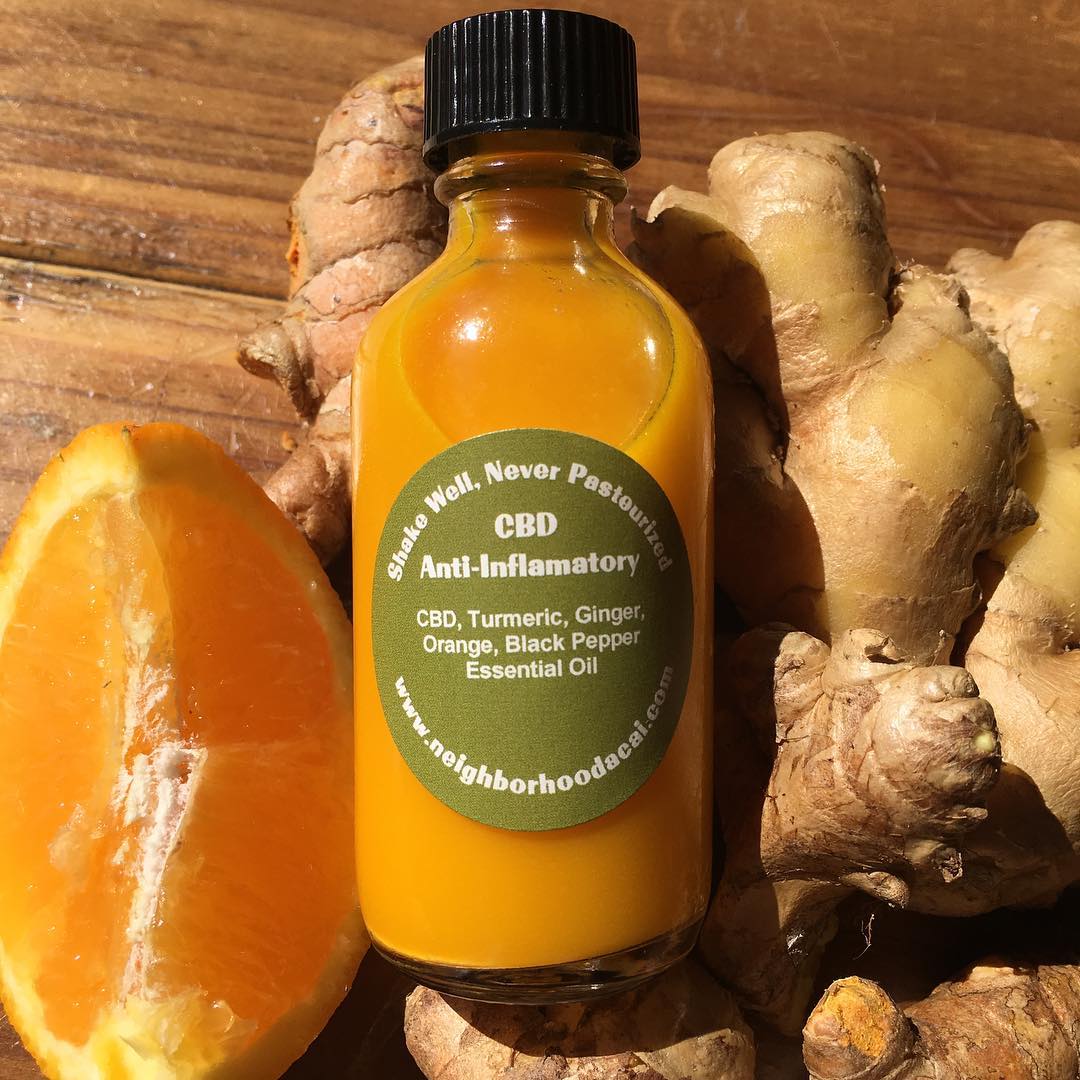 Shake Well, Never Pasteurized
CBD
Anti-Inflamatory
CBD, Turmeric, Ginger,
Orange, Black Pepper
Essential Oil
www.neighborhoodacai.com